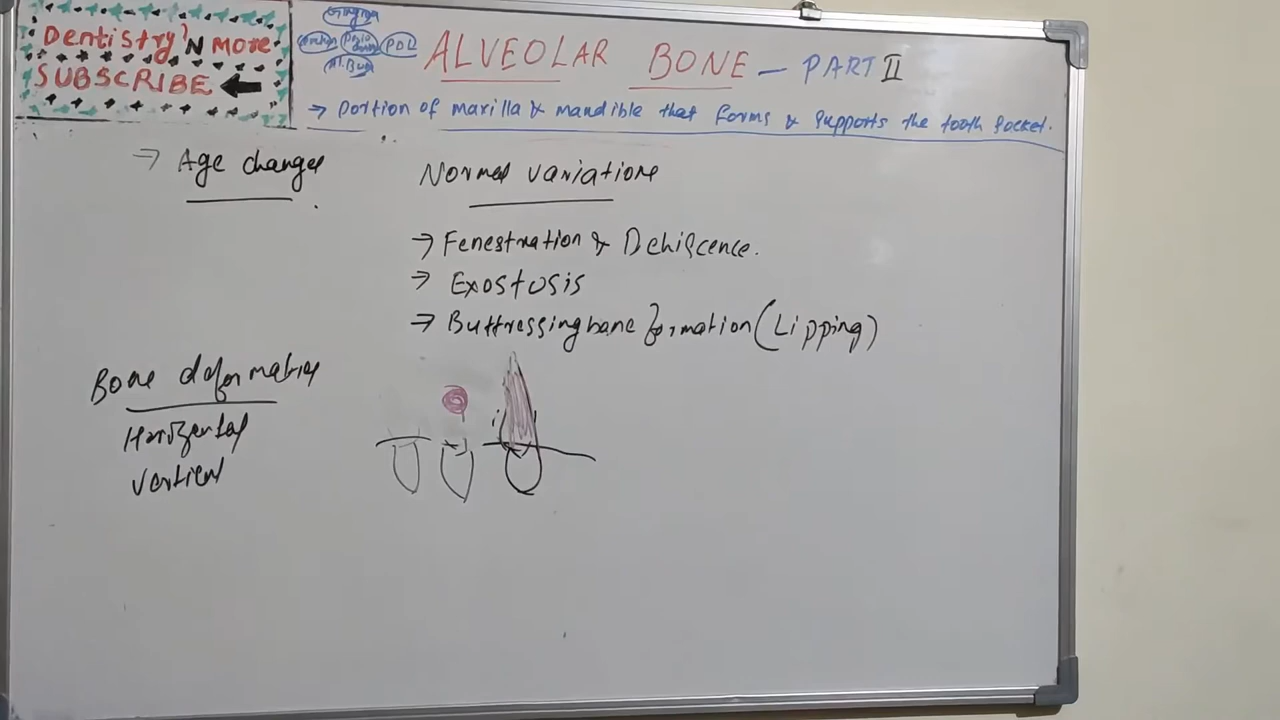 Dentistry'N more
SUBSCRIBE
Gingiva
PDL
ALVEOLAR BONE - PART II
→ Portion of maxilla & mandible that forms & supports the tooth socket.
→ Age changes
Normal variations
→ Fenestration & Dehiscence.
→ Exostosis
→ Buttressing bone formation (Lipping)
Bone deformaties
Horizontal
Vertical